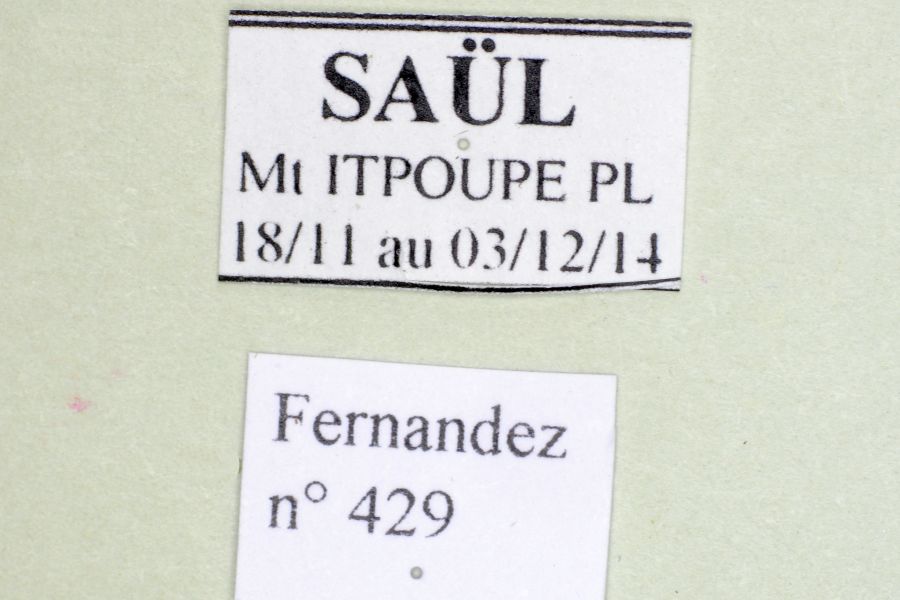 SAÜL
Mt ITPOUPE PL
18/11 au 03/12/14
Fernandez
n° 429